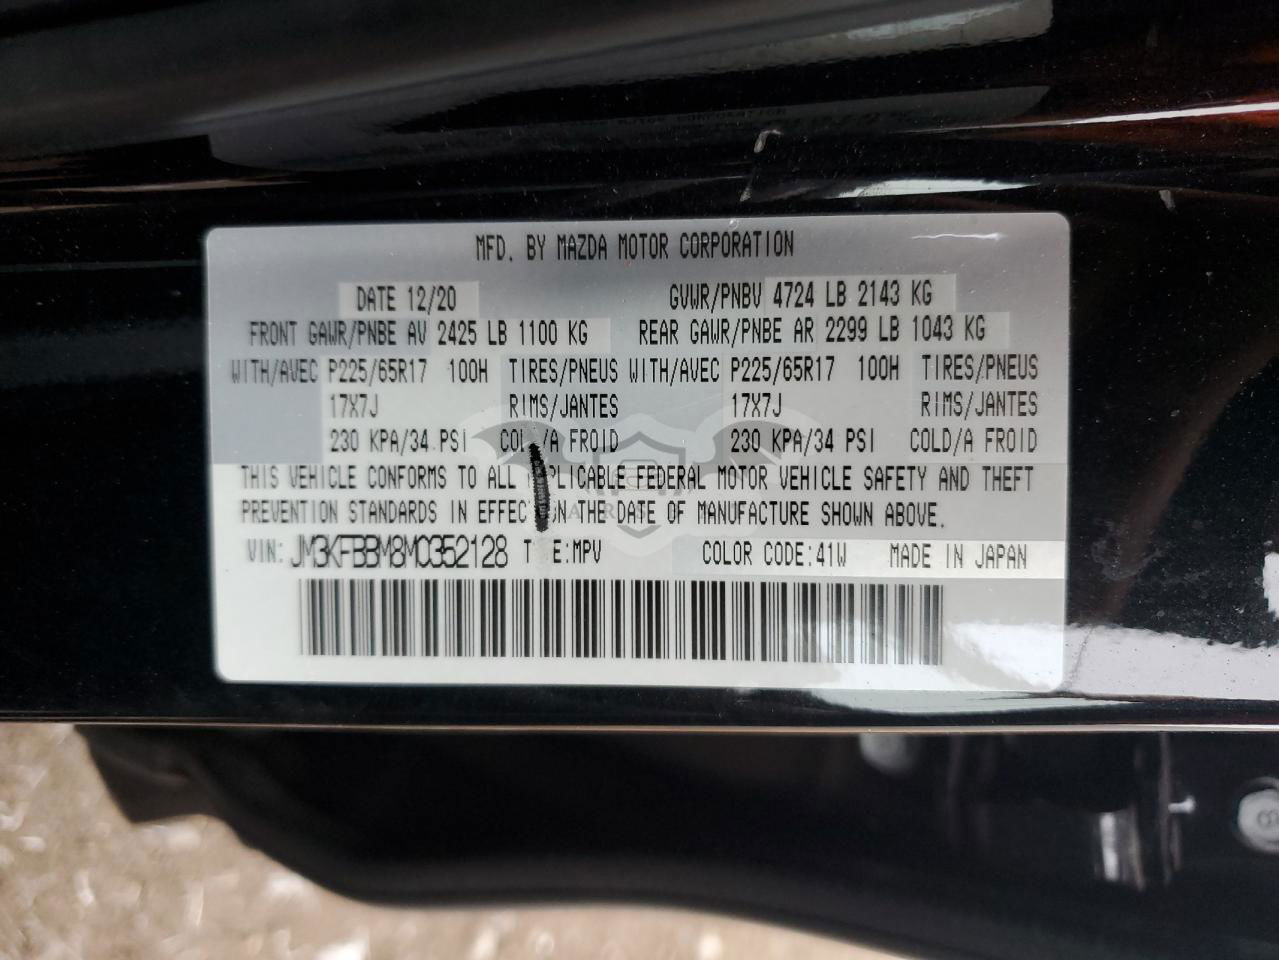 MFD. BY MAZDA MOTOR CORPORATION
DATE 12/20 GVWR/PNBV 4724 LB 2143 KG
FRONT GAWR/PNBE AV 2425 LB 1100 KG REAR GAWR/PNBE AR 2299 LB 1043 KG
WITH/AVEC P225/65R17 100H TIRES/PNEUS WITH/AVEC P225/65R17 100H TIRES/PNEUS
17X7J RIMS/JANTES 17X7J RIMS/JANTES
230 KPA/34 PSI COLD/A FROID 230 KPA/34 PSI COLD/A FROID
THIS VEHICLE CONFORMS TO ALL APPLICABLE FEDERAL MOTOR VEHICLE SAFETY AND THEFT
PREVENTION STANDARDS IN EFFECT ON THE DATE OF MANUFACTURE SHOWN ABOVE.
VIN: JM3KFBBM8M0352128 T E:MPV COLOR CODE:41W MADE IN JAPAN